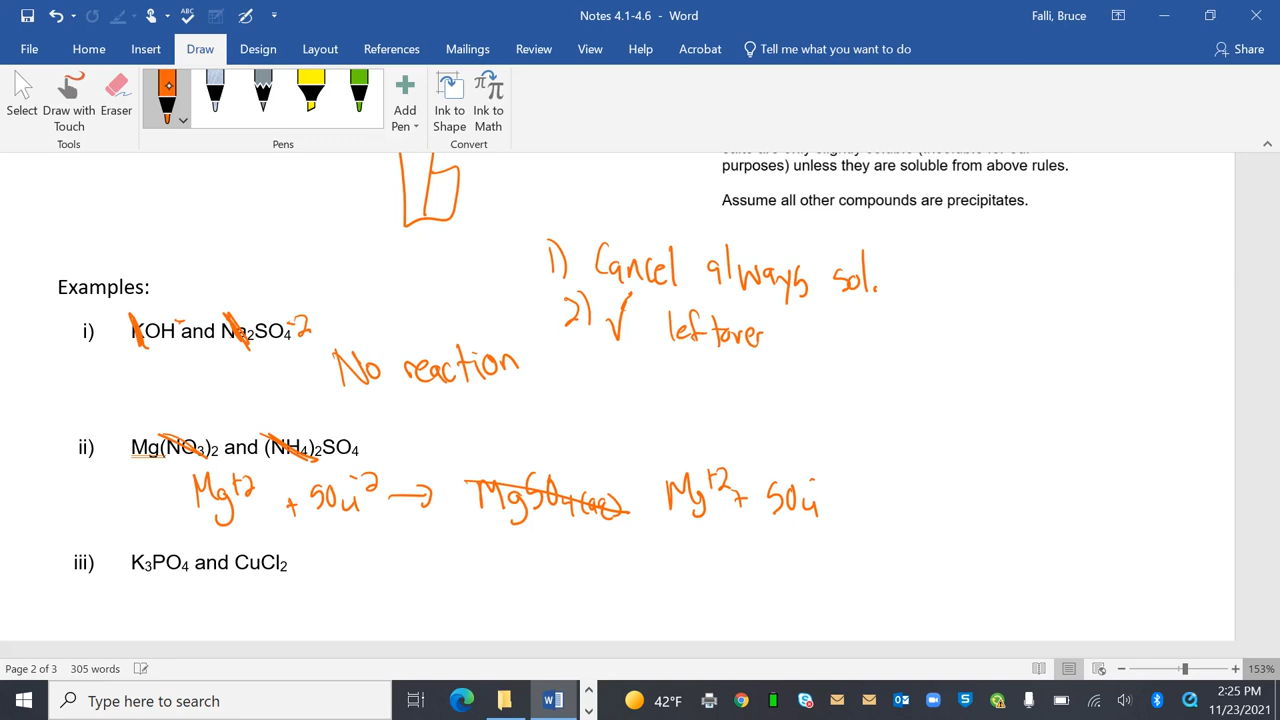 Notes 4.1-4.6 - Word
Falli, Bruce
File Home Insert Draw Design Layout References Mailings Review View Help Acrobat Tell me what you want to do Share
Select Draw with Touch Eraser Add Pen Ink to Shape Ink to Math
Tools Pens Convert
purposes) unless they are soluble from above rules.
Assume all other compounds are precipitates.
1) Cancel always sol.
Examples:
2) √ leftover
i) KOH⁻ and Na₂SO₄⁻²
No reaction
ii) Mg(NO₃)₂ and (NH₄)₂SO₄
Mg⁺² + SO₄⁻² → MgSO₄(aq) Mg⁺² + SO₄⁻
iii) K₃PO₄ and CuCl₂
Page 2 of 3 305 words 153%
Type here to search 42°F 2:25 PM
11/23/2021